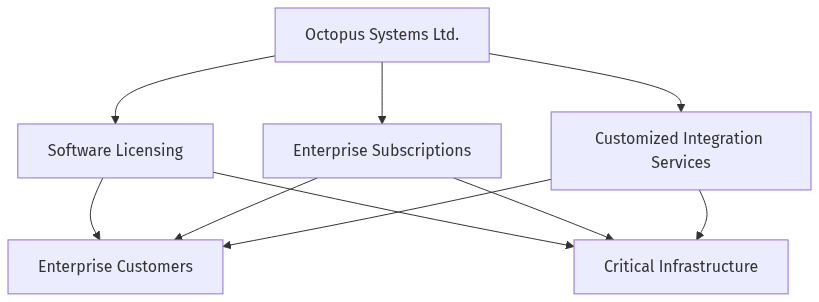 Octopus Systems Ltd.
Software Licensing
Enterprise Subscriptions
Customized Integration
Services
Enterprise Customers
Critical Infrastructure